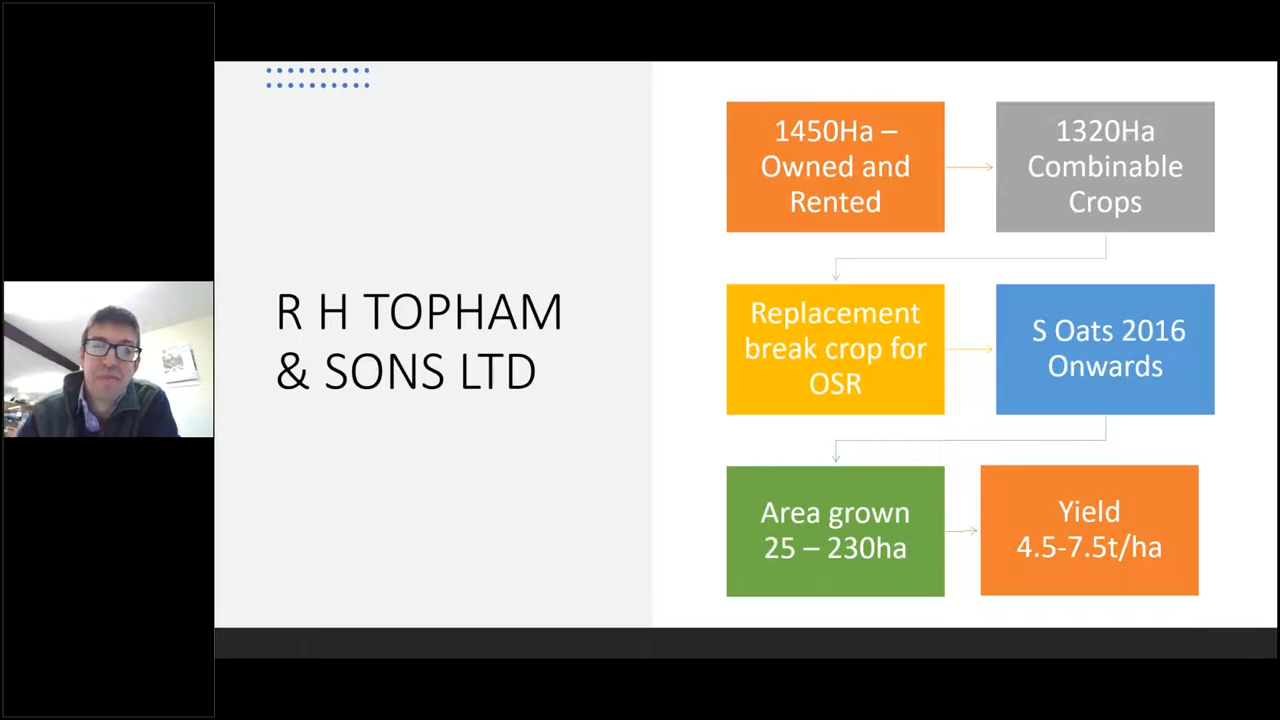 R H TOPHAM
& SONS LTD
1450Ha –
Owned and
Rented
1320Ha
Combinable
Crops
Replacement
break crop for
OSR
S Oats 2016
Onwards
Area grown
25 – 230ha
Yield
4.5-7.5t/ha